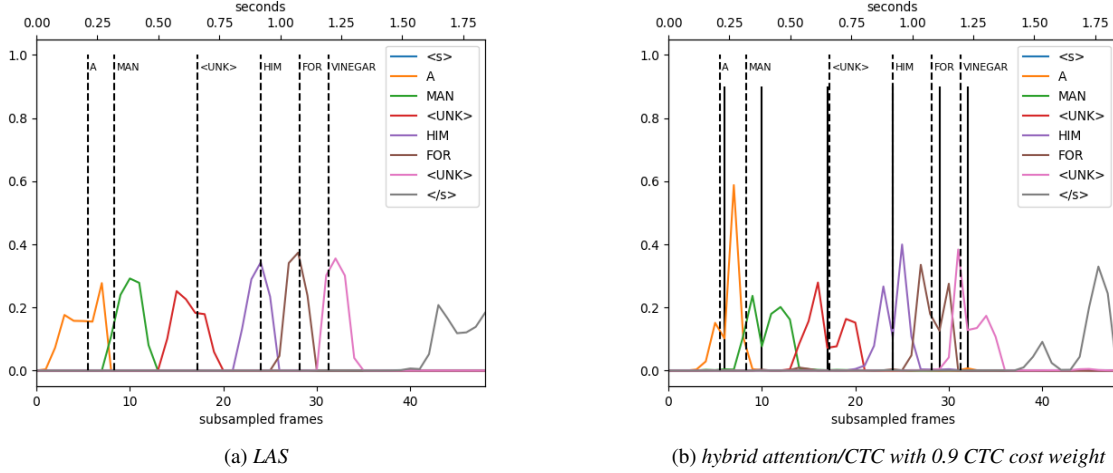 seconds
0.00 0.25 0.50 0.75 1.00 1.25 1.50 1.75
1.0
0.8
0.6
0.4
0.2
0.0
A MAN <UNK> HIM FOR VINEGAR
<s>
A
MAN
<UNK>
HIM
FOR
<UNK>
</s>
0 10 20 30 40
subsampled frames
(a) LAS
seconds
0.00 0.25 0.50 0.75 1.00 1.25 1.50 1.75
1.0
0.8
0.6
0.4
0.2
0.0
A MAN <UNK> HIM FOR VINEGAR
<s>
A
MAN
<UNK>
HIM
FOR
<UNK>
</s>
0 10 20 30 40
subsampled frames
(b) hybrid attention/CTC with 0.9 CTC cost weight